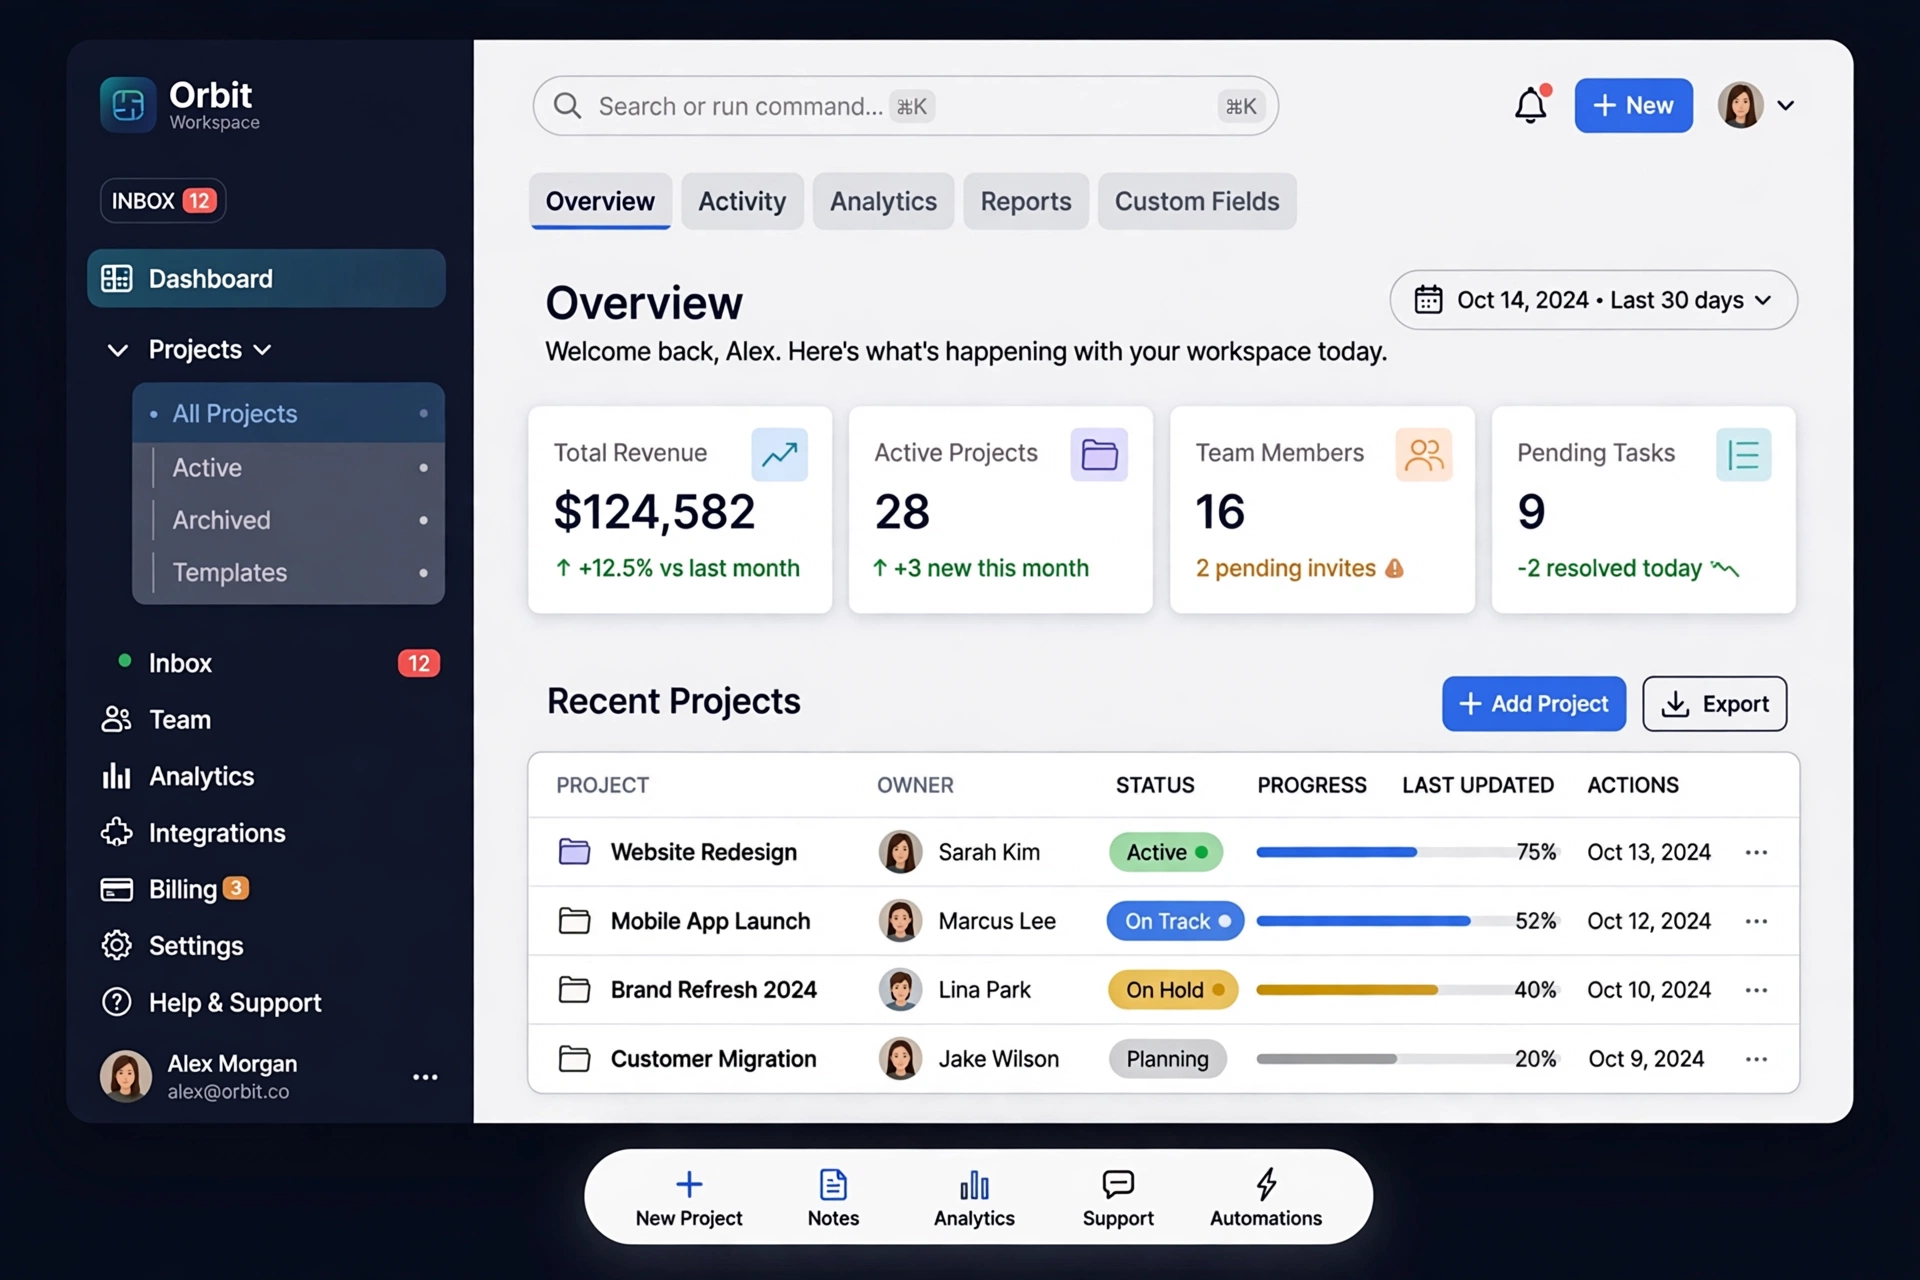 Orbit
Workspace
INBOX 12
Dashboard
Projects
All Projects
Active
Archived
Templates
Inbox 12
Team
Analytics
Integrations
Billing 3
Settings
Help & Support
Alex Morgan
alex@orbit.co
Search or run command... ⌘K ⌘K
+ New
Overview Activity Analytics Reports Custom Fields
Overview
Oct 14, 2024 • Last 30 days
Welcome back, Alex. Here's what's happening with your workspace today.
Total Revenue
$124,582
↑ +12.5% vs last month
Active Projects
28
↑ +3 new this month
Team Members
16
2 pending invites
Pending Tasks
9
-2 resolved today
Recent Projects
+ Add Project
Export
PROJECT OWNER STATUS PROGRESS LAST UPDATED ACTIONS
Website Redesign Sarah Kim Active 75% Oct 13, 2024 ...
Mobile App Launch Marcus Lee On Track 52% Oct 12, 2024 ...
Brand Refresh 2024 Lina Park On Hold 40% Oct 10, 2024 ...
Customer Migration Jake Wilson Planning 20% Oct 9, 2024 ...
New Project Notes Analytics Support Automations